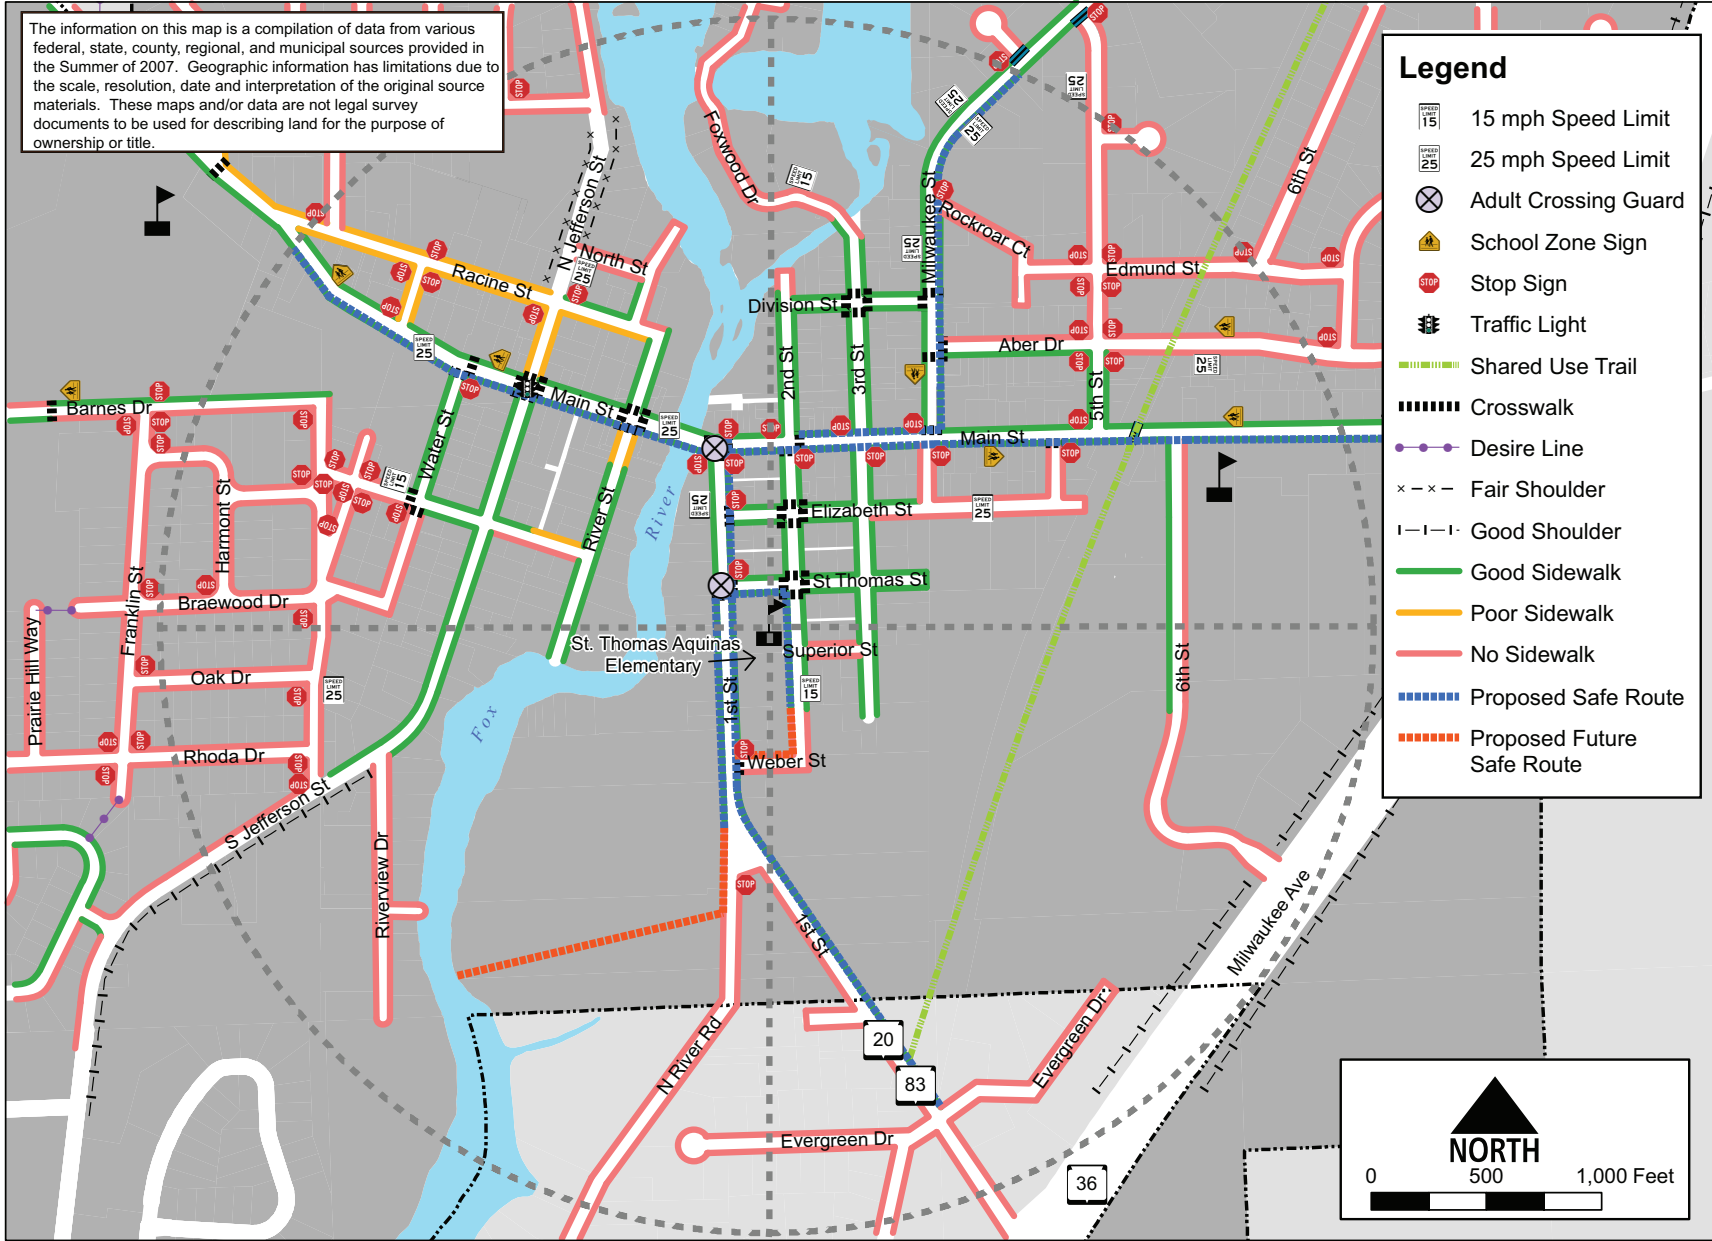 The information on this map is a compilation of data from various
federal, state, county, regional, and municipal sources provided in
the Summer of 2007.  Geographic information has limitations due to
the scale, resolution, date and interpretation of the original source
materials.  These maps and/or data are not legal survey
documents to be used for describing land for the purpose of
ownership or title.
Legend
SPEED LIMIT 15
15 mph Speed Limit
SPEED LIMIT 25
25 mph Speed Limit
Adult Crossing Guard
School Zone Sign
STOP
Stop Sign
Traffic Light
Shared Use Trail
Crosswalk
Desire Line
Fair Shoulder
Good Shoulder
Good Sidewalk
Poor Sidewalk
No Sidewalk
Proposed Safe Route
Proposed Future
Safe Route
Foxwood Dr
N Jefferson St
North St
Racine St
Milwaukee St
Rockroar Ct
6th St
Edmund St
Division St
Aber Dr
2nd St
3rd St
5th St
Main St
Main St
Barnes Dr
Water St
River St
River
Elizabeth St
St Thomas St
Harmont St
Franklin St
Braewood Dr
Prairie Hill Way
St. Thomas Aquinas
Elementary
Superior St
Oak Dr
6th St
1st St
Fox
Rhoda Dr
Weber St
S Jefferson St
Riverview Dr
1st St
Milwaukee Ave
20
83
N River Rd
Evergreen Dr
Evergreen Dr
36
NORTH
0 500 1,000 Feet